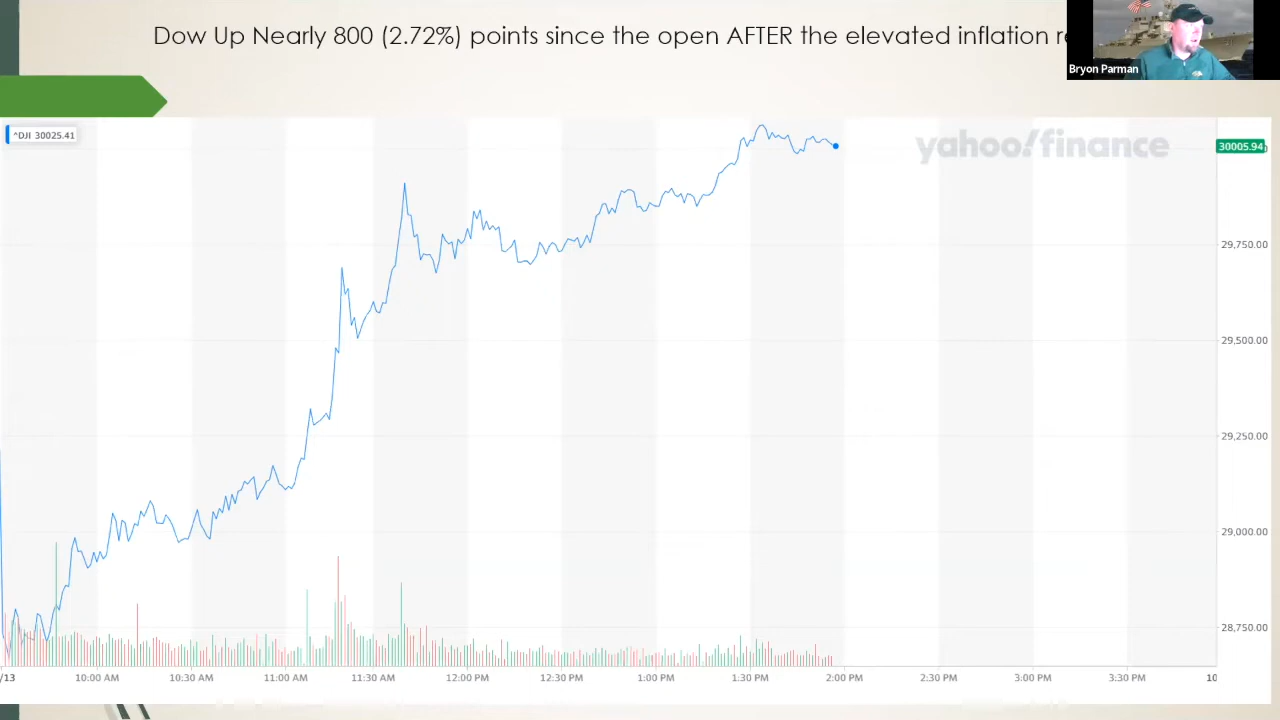 Dow Up Nearly 800 (2.72%) points since the open AFTER the elevated inflation
Bryon Parman
^DJI 30025.41
yahoo!finance
30005.94
29,750.00
29,500.00
29,250.00
29,000.00
28,750.00
/13 10:00 AM 10:30 AM 11:00 AM 11:30 AM 12:00 PM 12:30 PM 1:00 PM 1:30 PM 2:00 PM 2:30 PM 3:00 PM 3:30 PM 10